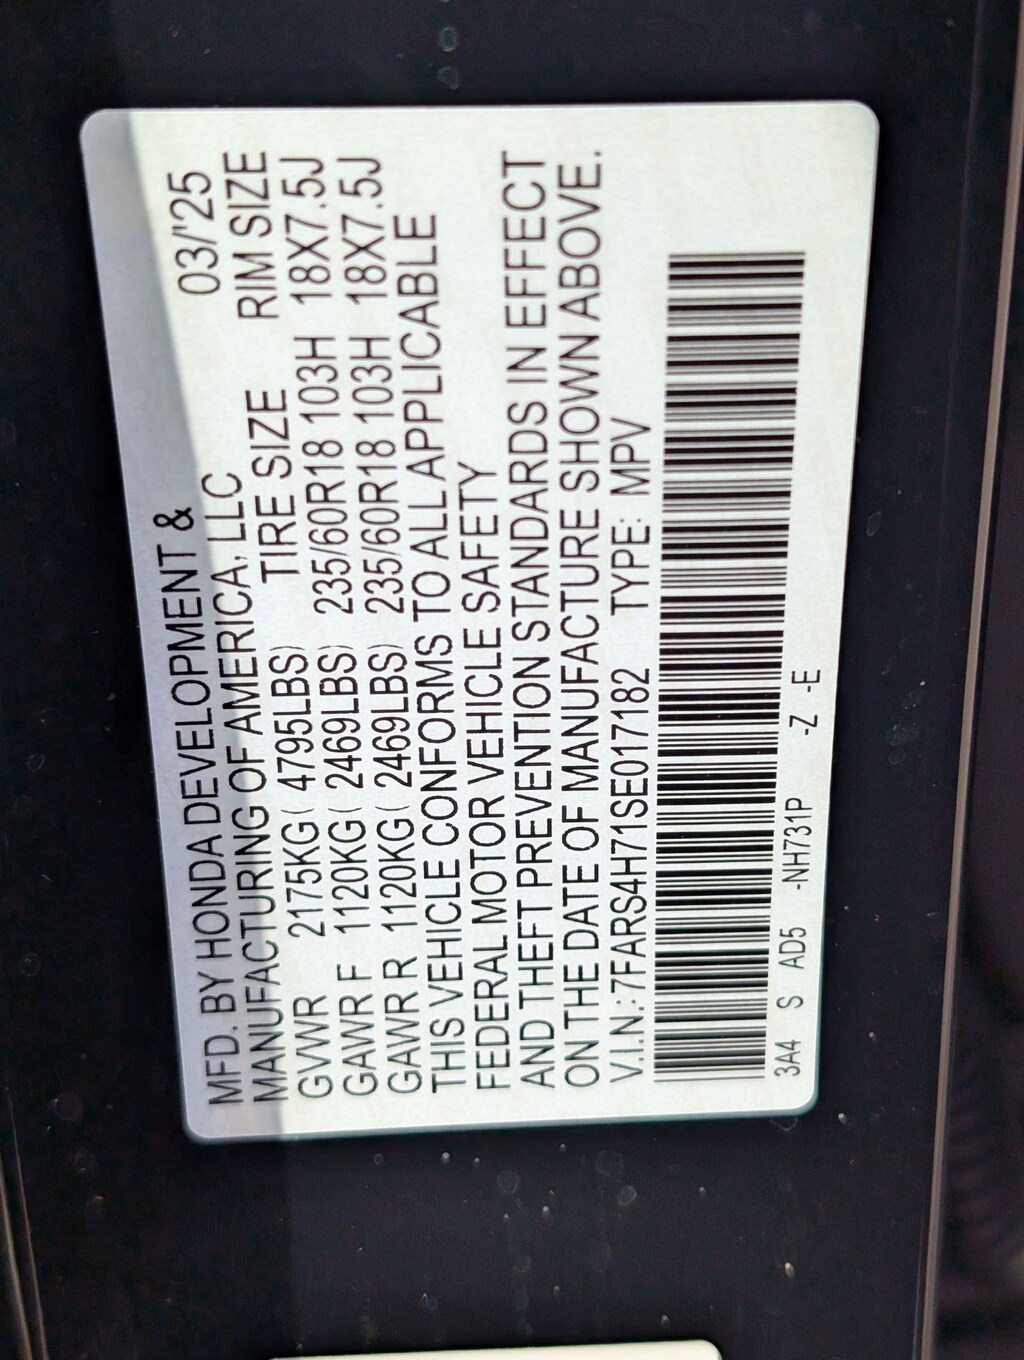 MFD. BY HONDA DEVELOPMENT &
MANUFACTURING OF AMERICA, LLC 03/'25
GVWR 2175KG( 4795LBS) TIRE SIZE RIM SIZE
GAWR F 1120KG( 2469LBS) 235/60R18 103H 18X7.5J
GAWR R 1120KG( 2469LBS) 235/60R18 103H 18X7.5J
THIS VEHICLE CONFORMS TO ALL APPLICABLE
FEDERAL MOTOR VEHICLE SAFETY
AND THEFT PREVENTION STANDARDS IN EFFECT
ON THE DATE OF MANUFACTURE SHOWN ABOVE.
V.I.N.:7FARS4H71SE017182 TYPE: MPV
3A4 S AD5 -NH731P -Z -E